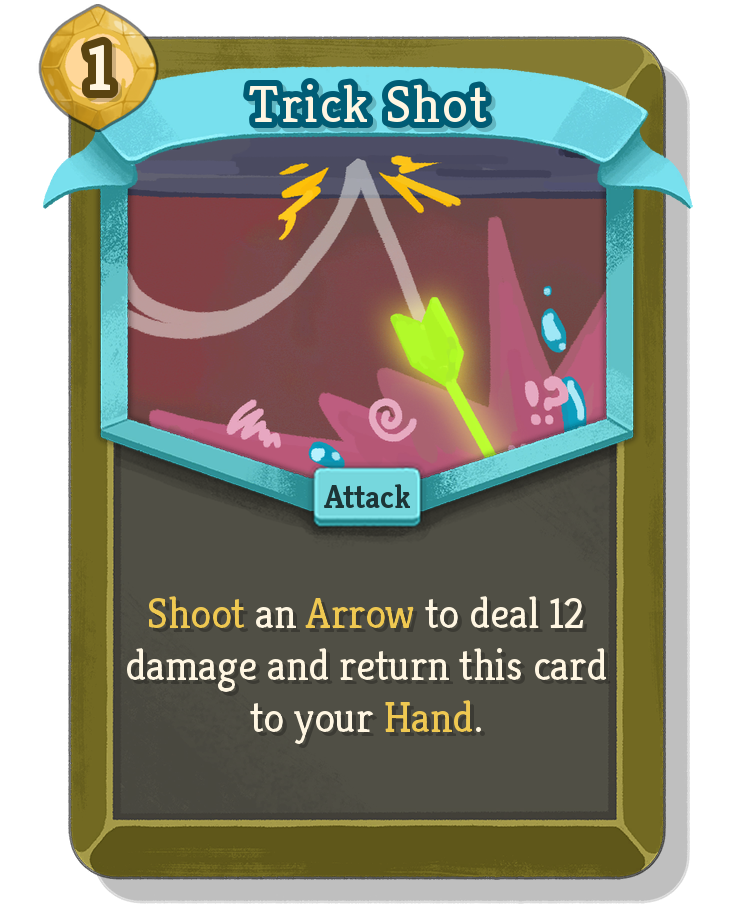 1
Trick Shot
!?
Attack
Shoot an Arrow to deal 12
damage and return this card
to your Hand.